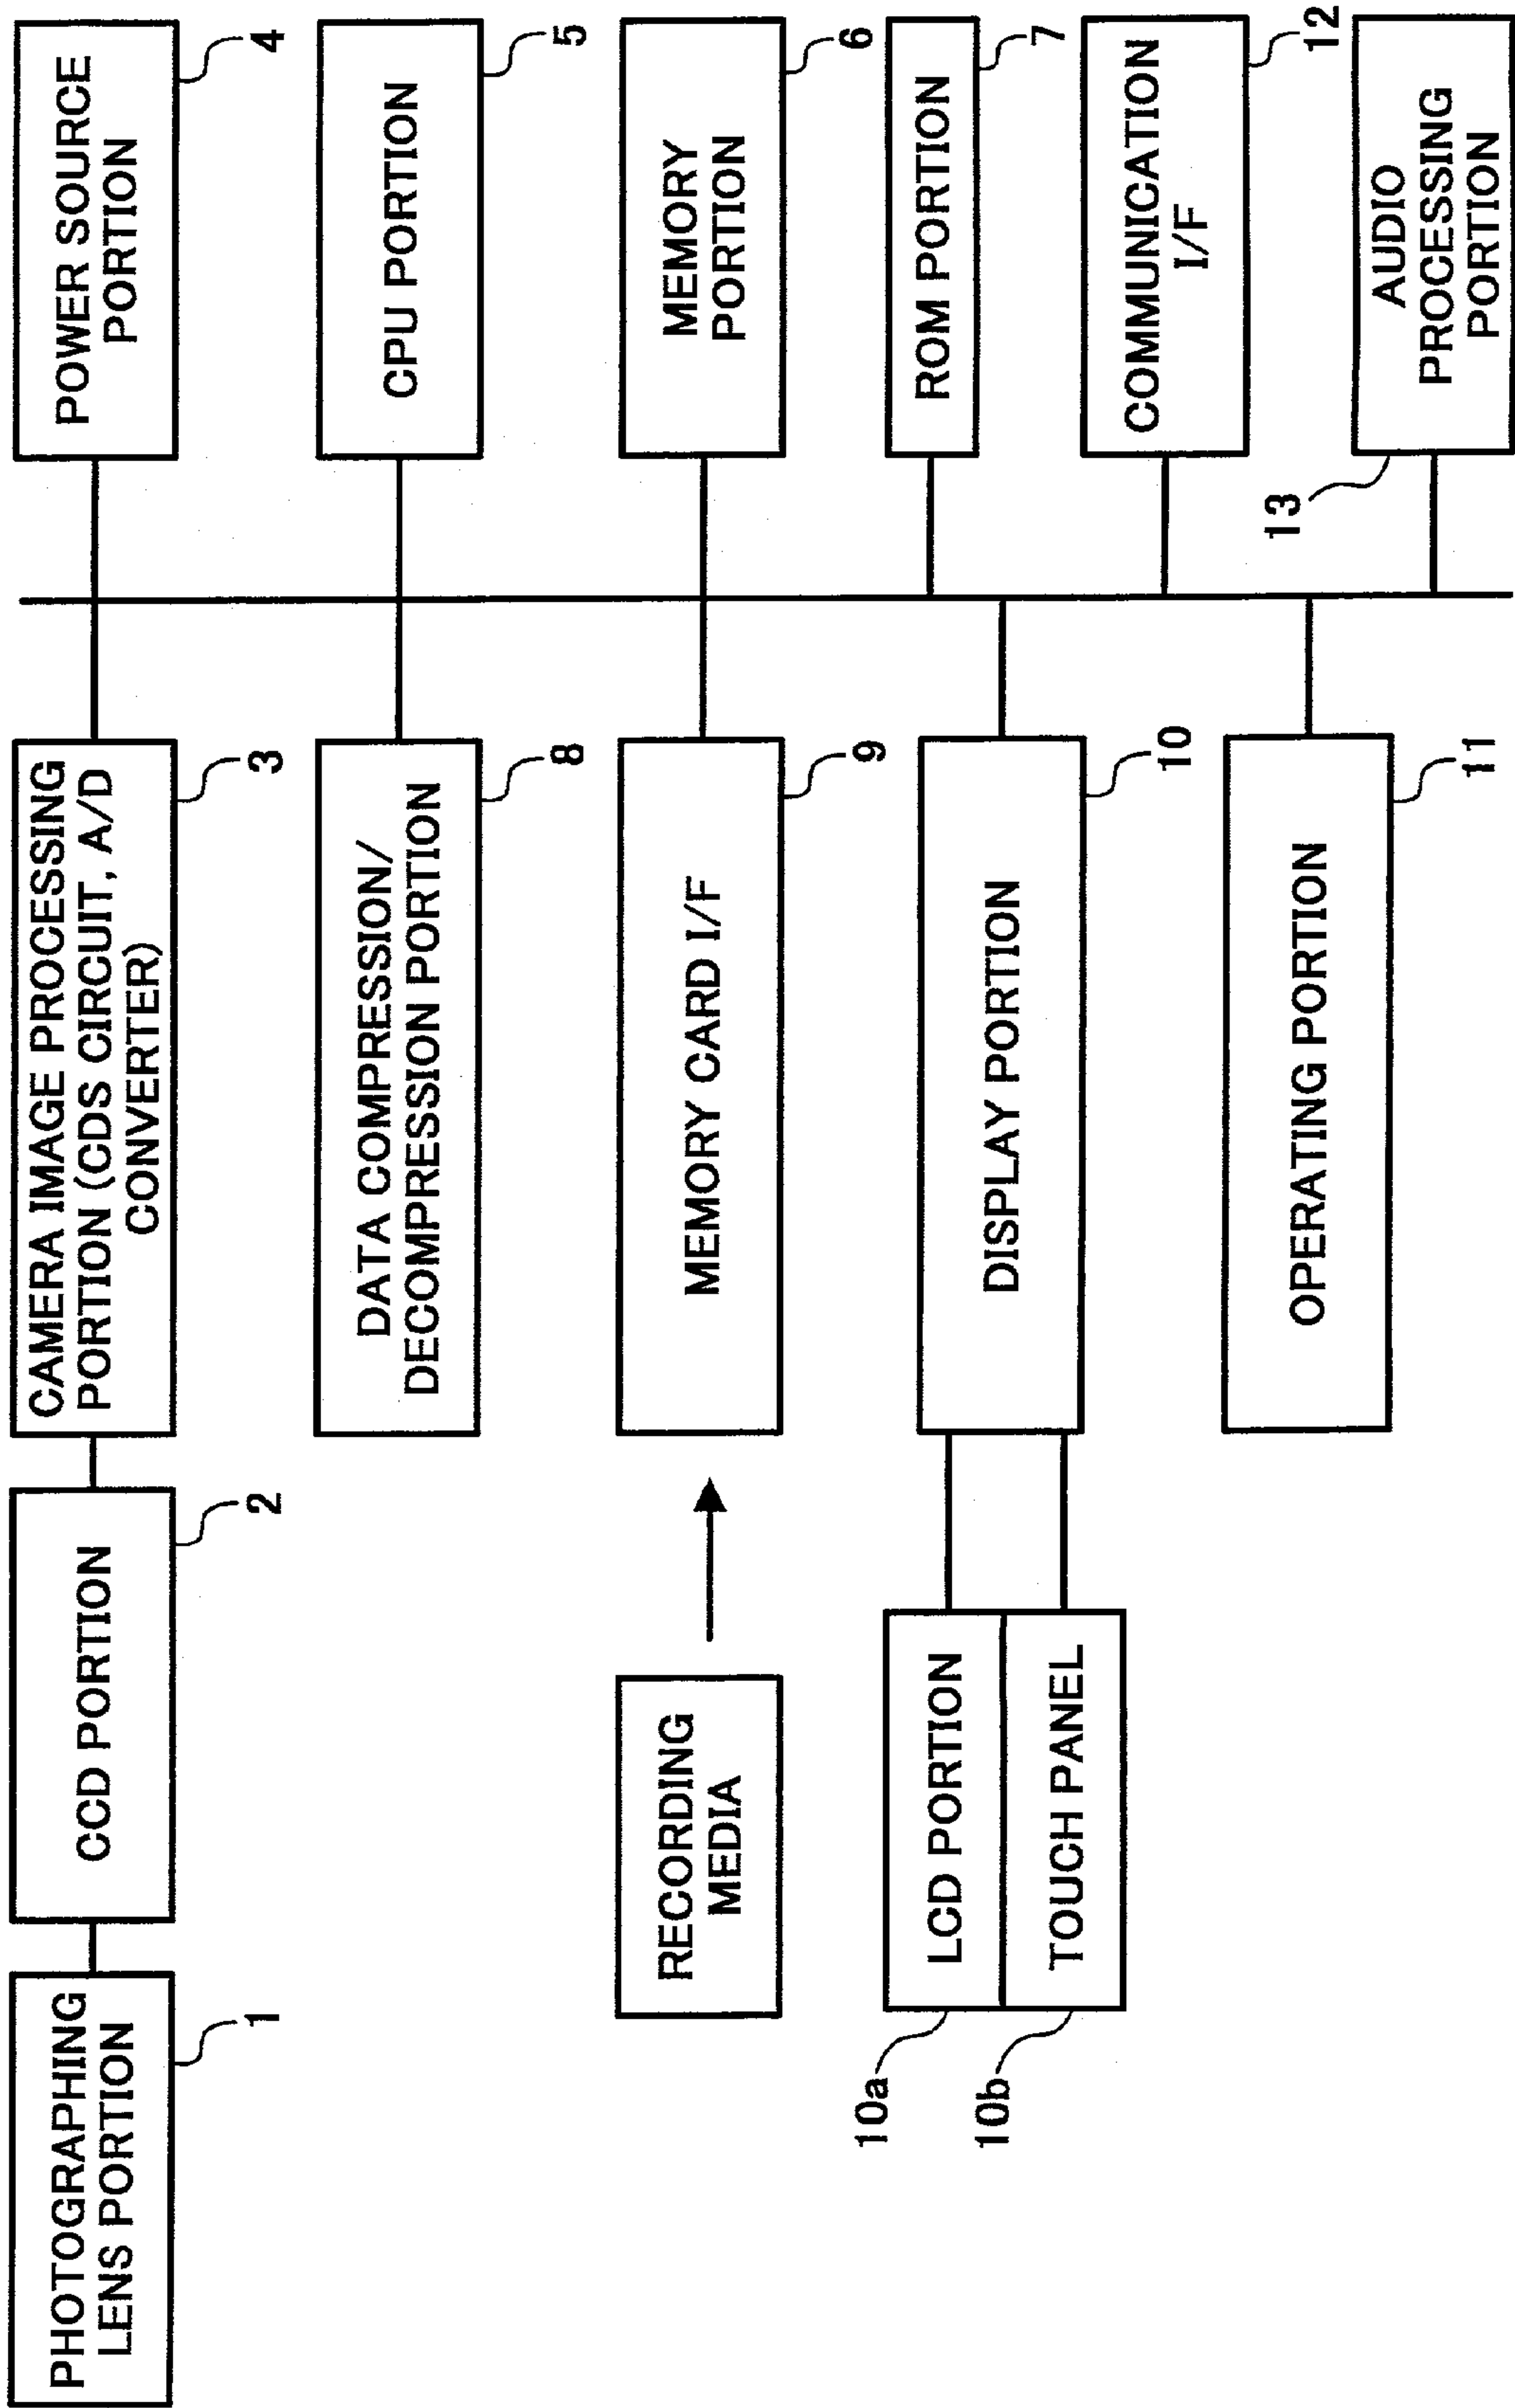 PHOTOGRAPHING
LENS PORTION
1
CCD PORTION
2
CAMERA IMAGE PROCESSING
PORTION (CDS CIRCUIT, A/D
CONVERTER)
3
POWER SOURCE
PORTION
4
DATA COMPRESSION/
DECOMPRESSION PORTION
8
CPU PORTION
5
RECORDING
MEDIA
MEMORY CARD I/F
9
MEMORY
PORTION
6
LCD PORTION
10a
TOUCH PANEL
10b
DISPLAY PORTION
10
ROM PORTION
7
COMMUNICATION
I/F
12
OPERATING PORTION
11
AUDIO
PROCESSING
PORTION
13